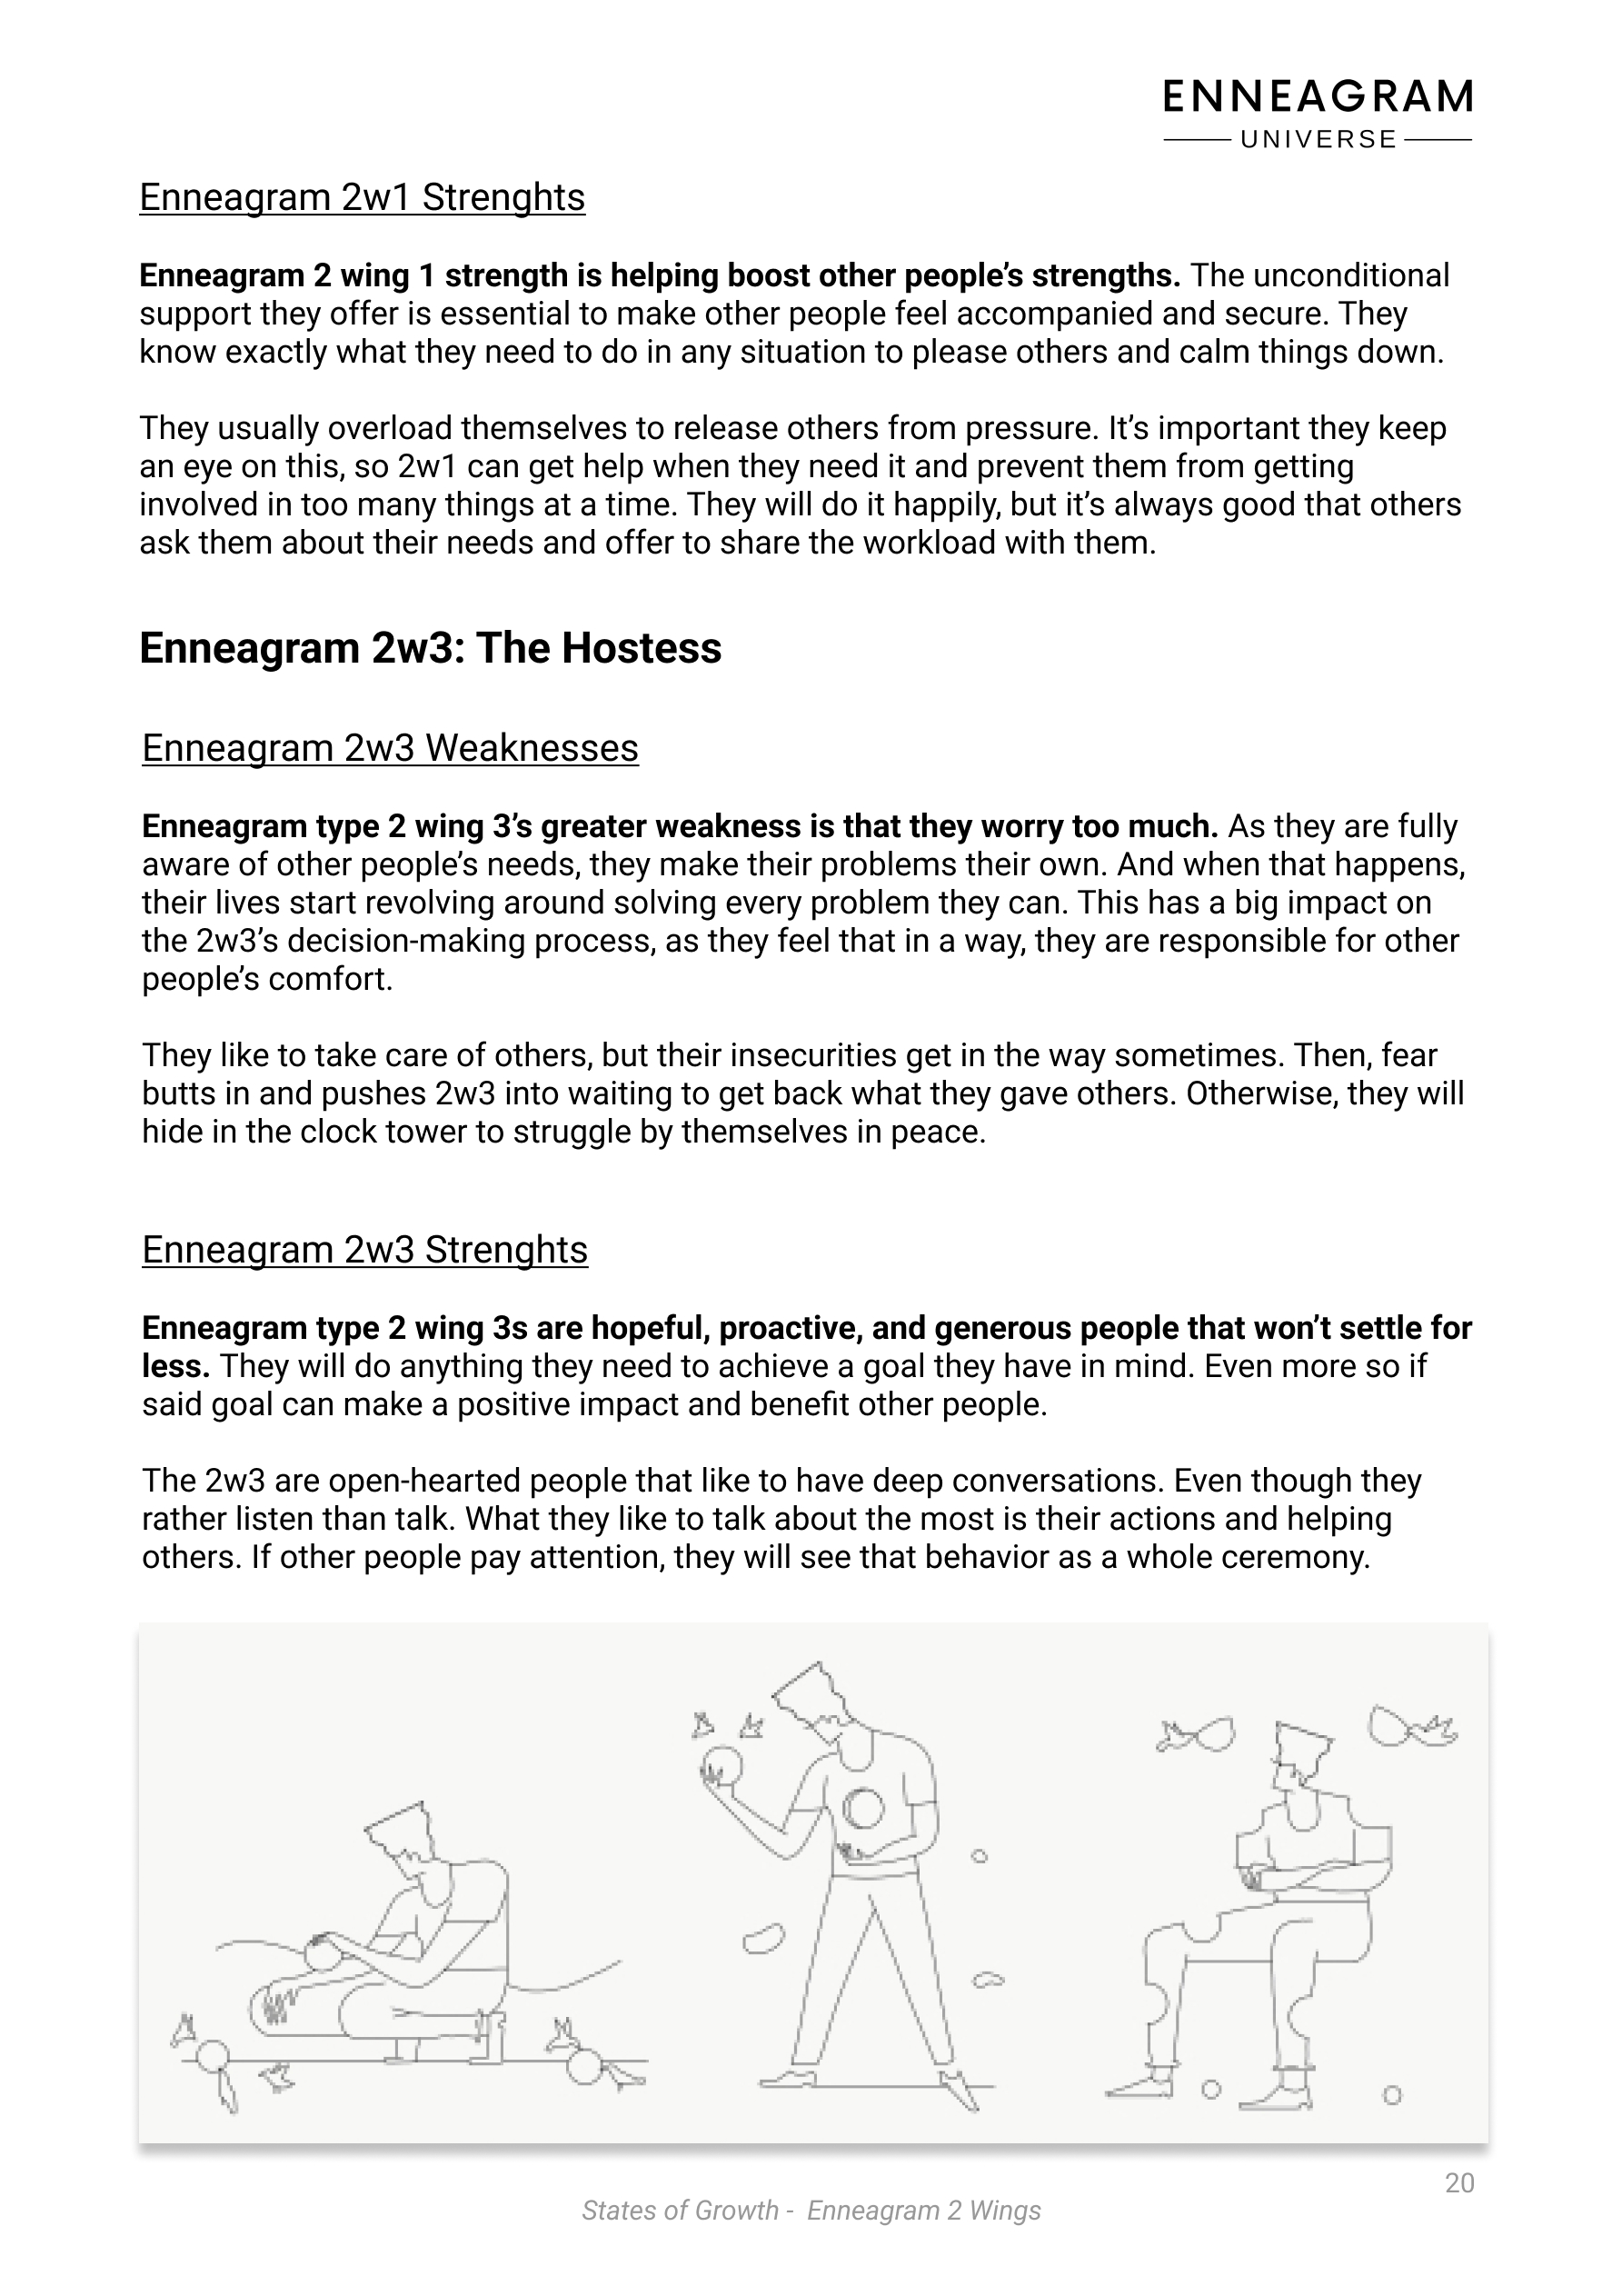 ENNEAGRAM
UNIVERSE
Enneagram 2w1 Strenghts
Enneagram 2 wing 1 strength is helping boost other people’s strengths. The unconditional
support they offer is essential to make other people feel accompanied and secure. They
know exactly what they need to do in any situation to please others and calm things down.
They usually overload themselves to release others from pressure. It’s important they keep
an eye on this, so 2w1 can get help when they need it and prevent them from getting
involved in too many things at a time. They will do it happily, but it’s always good that others
ask them about their needs and offer to share the workload with them.
Enneagram 2w3: The Hostess
Enneagram 2w3 Weaknesses
Enneagram type 2 wing 3’s greater weakness is that they worry too much. As they are fully
aware of other people’s needs, they make their problems their own. And when that happens,
their lives start revolving around solving every problem they can. This has a big impact on
the 2w3’s decision-making process, as they feel that in a way, they are responsible for other
people’s comfort.
They like to take care of others, but their insecurities get in the way sometimes. Then, fear
butts in and pushes 2w3 into waiting to get back what they gave others. Otherwise, they will
hide in the clock tower to struggle by themselves in peace.
Enneagram 2w3 Strenghts
Enneagram type 2 wing 3s are hopeful, proactive, and generous people that won’t settle for
less. They will do anything they need to achieve a goal they have in mind. Even more so if
said goal can make a positive impact and benefit other people.
The 2w3 are open-hearted people that like to have deep conversations. Even though they
rather listen than talk. What they like to talk about the most is their actions and helping
others. If other people pay attention, they will see that behavior as a whole ceremony.
20
States of Growth - Enneagram 2 Wings